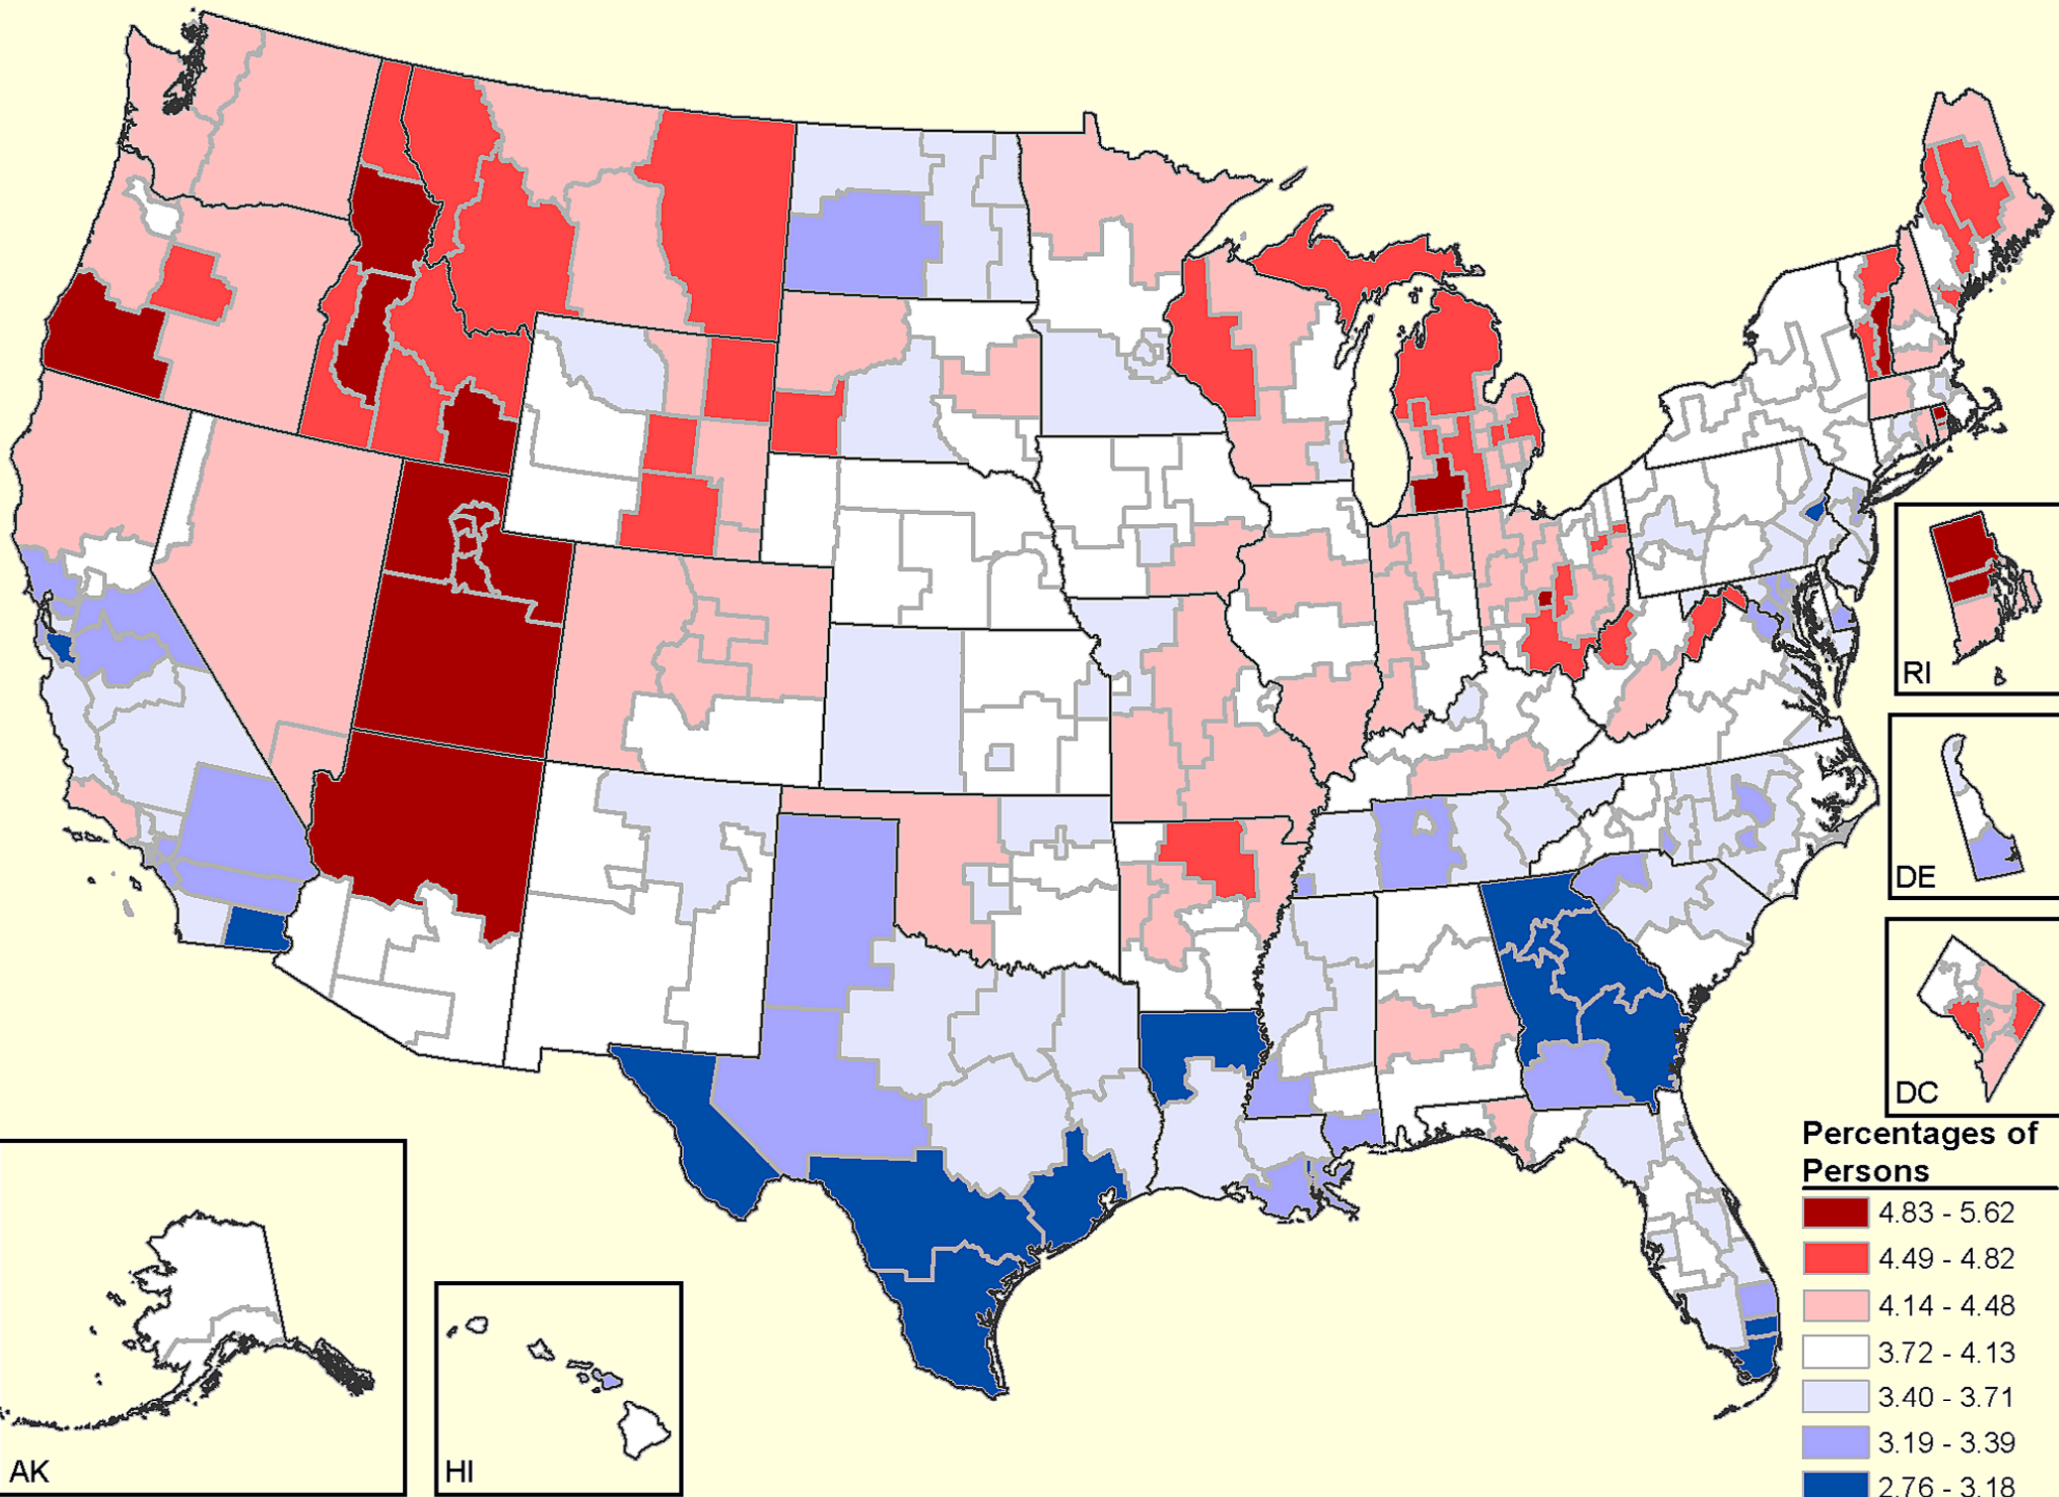 RI
DE
DC
Percentages of
Persons
4.83 - 5.62
4.49 - 4.82
4.14 - 4.48
3.72 - 4.13
3.40 - 3.71
3.19 - 3.39
2.76 - 3.18
AK
HI